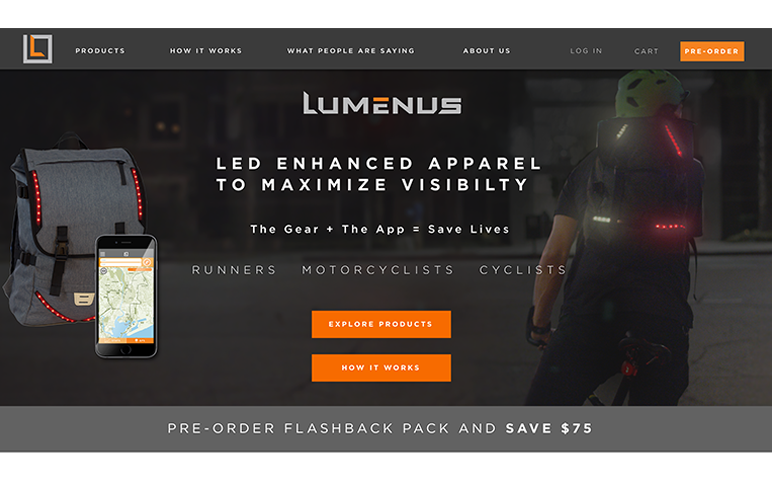 PRODUCTS HOW IT WORKS WHAT PEOPLE ARE SAYING ABOUT US LOG IN CART PRE-ORDER
LUMENUS
LED ENHANCED APPAREL
TO MAXIMIZE VISIBILTY
The Gear + The App = Save Lives
RUNNERS MOTORCYCLISTS CYCLISTS
EXPLORE PRODUCTS
HOW IT WORKS
PRE-ORDER FLASHBACK PACK AND SAVE $75